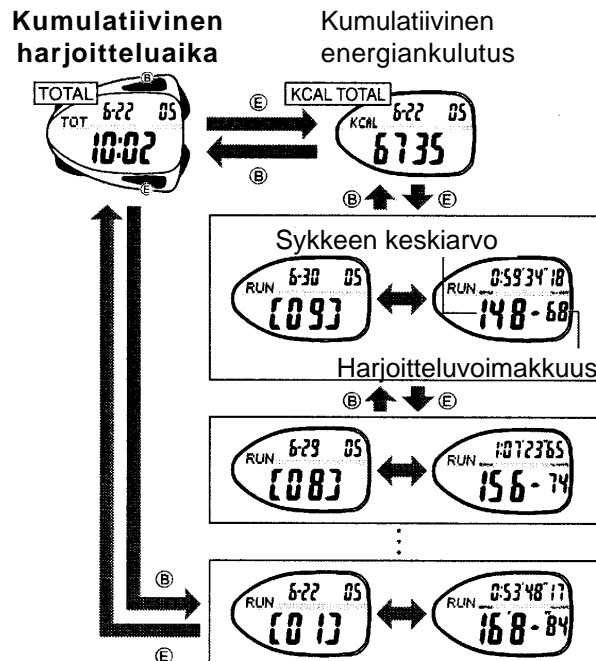 Kumulatiivinen
harjoitteluaika
Kumulatiivinen
energiankulutus
TOTAL
B
TOT 6-22 05
10:02
E
E
B
KCAL TOTAL
KCAL 6-22 05
6735
B E
Sykkeen keskiarvo
RUN 6-30 05
[09]
RUN 0:59'34"18
148-68
Harjoitteluvoimakkuus
B E
RUN 6-29 05
[08]
RUN 1:07'23"65
156-74
B
E
RUN 6-22 05
[01]
RUN 0:53'48"17
168-84